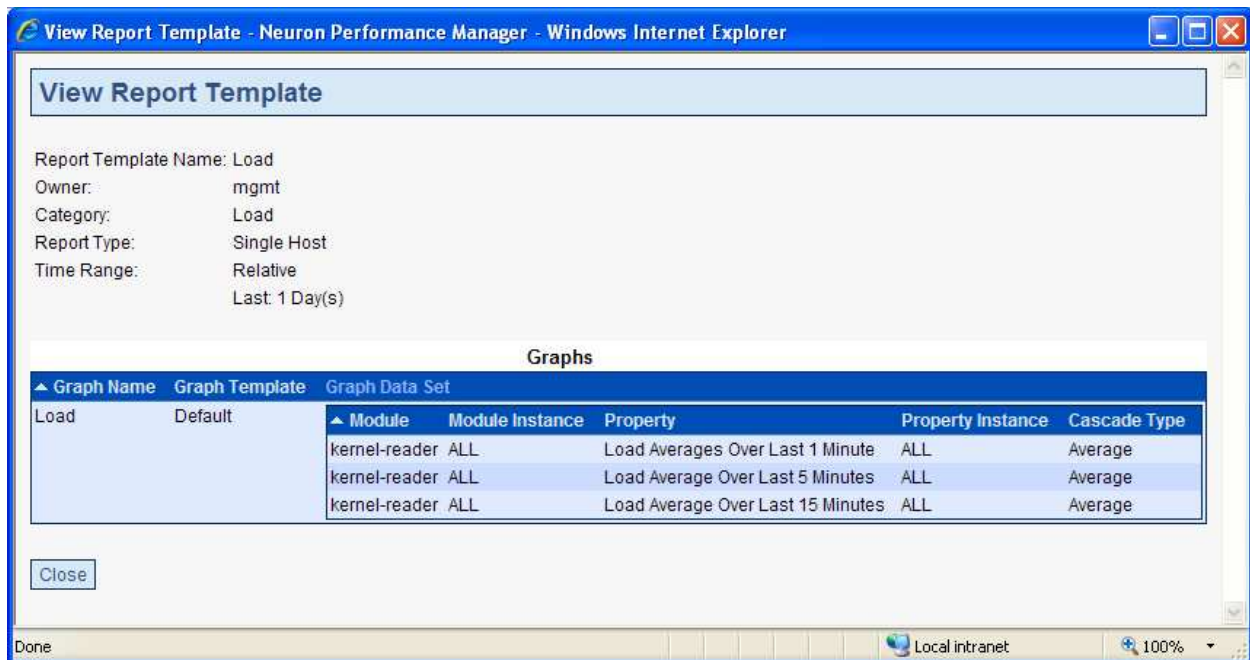 View Report Template - Neuron Performance Manager - Windows Internet Explorer
View Report Template
Report Template Name: Load
Owner: mgmt
Category: Load
Report Type: Single Host
Time Range: Relative
Last: 1 Day(s)
Graphs
Graph Name Graph Template Graph Data Set
Load Default Module Module Instance Property Property Instance Cascade Type
kernel-reader ALL Load Averages Over Last 1 Minute ALL Average
kernel-reader ALL Load Average Over Last 5 Minutes ALL Average
kernel-reader ALL Load Average Over Last 15 Minutes ALL Average
Close
Done Local intranet 100%